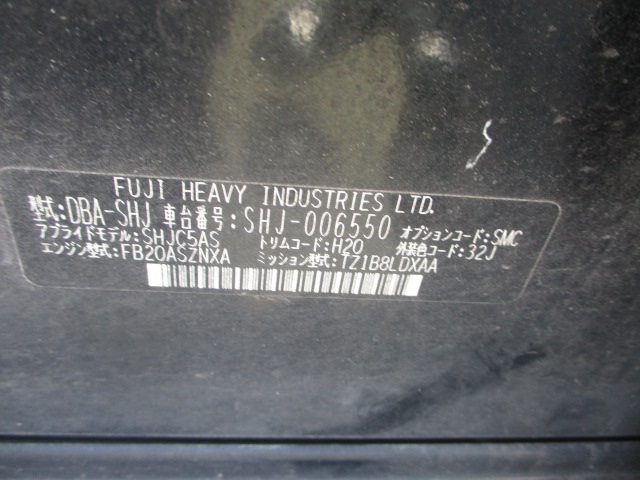 FUJI HEAVY INDUSTRIES LTD.
型式:DBA-SHJ 車台番号:SHJ-006550 オプションコード:SMC
アプライドモデル:SHJC5AS トリムコード:H20 外装色コード:32J
エンジン型式:FB20ASZNXA ミッション型式:TZ1B8LDXAA